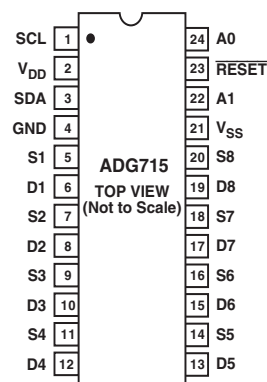 SCL 1 24 A0
VDD 2 23 RESET
SDA 3 22 A1
GND 4 21 VSS
S1 5 20 S8
D1 6 ADG715 19 D8
S2 7 TOP VIEW 18 S7
D2 8 (Not to Scale) 17 D7
S3 9 16 S6
D3 10 15 D6
S4 11 14 S5
D4 12 13 D5